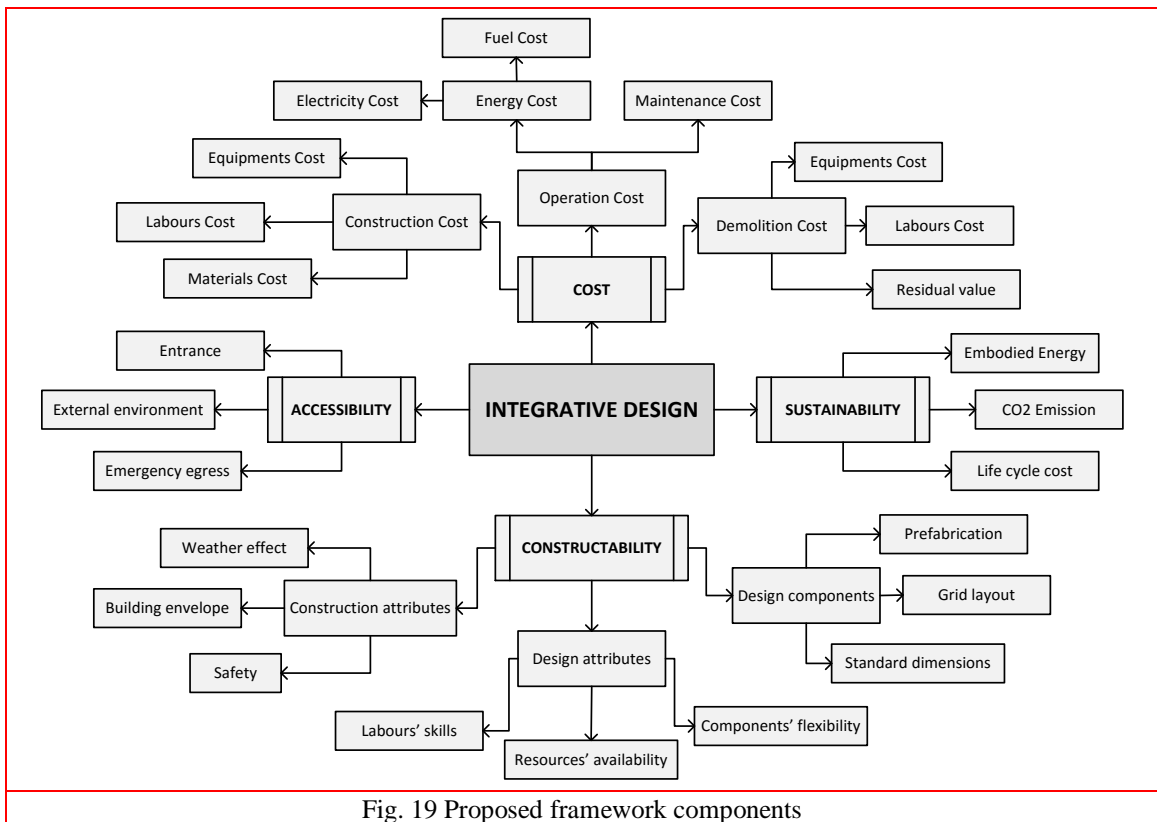 Fuel Cost
Electricity Cost
Energy Cost
Maintenance Cost
Equipments Cost
Equipments Cost
Operation Cost
Labours Cost
Construction Cost
Demolition Cost
Labours Cost
Materials Cost
COST
Residual value
Entrance
Embodied Energy
External environment
ACCESSIBILITY
INTEGRATIVE DESIGN
SUSTAINABILITY
CO2 Emission
Emergency egress
Life cycle cost
Weather effect
CONSTRUCTABILITY
Prefabrication
Building envelope
Construction attributes
Design components
Grid layout
Safety
Design attributes
Standard dimensions
Labours’ skills
Components’ flexibility
Resources’ availability
Fig. 19 Proposed framework components